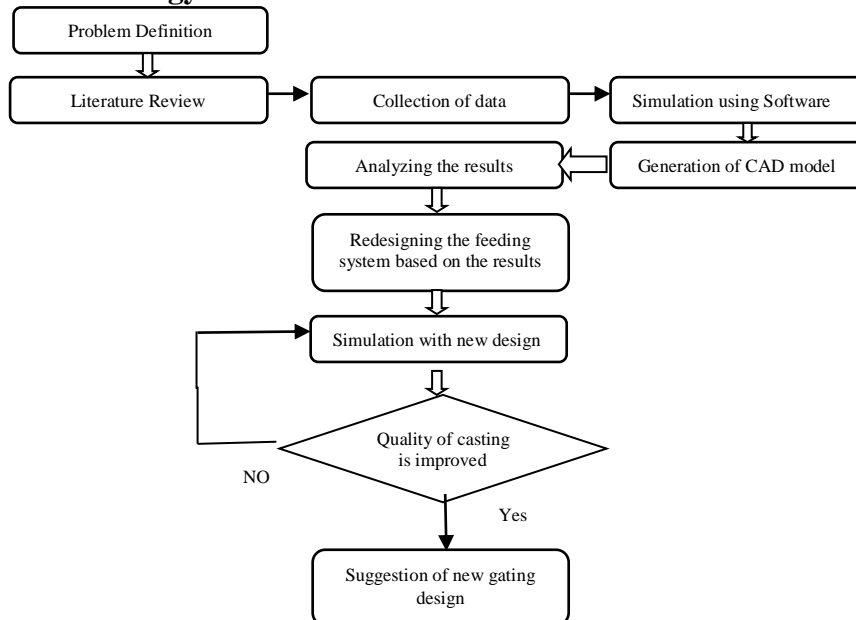 Problem Definition
Literature Review
Collection of data
Simulation using Software
Analyzing the results
Generation of CAD model
Redesigning the feeding
system based on the results
Simulation with new design
Quality of casting
is improved
NO
Yes
Suggestion of new gating
design